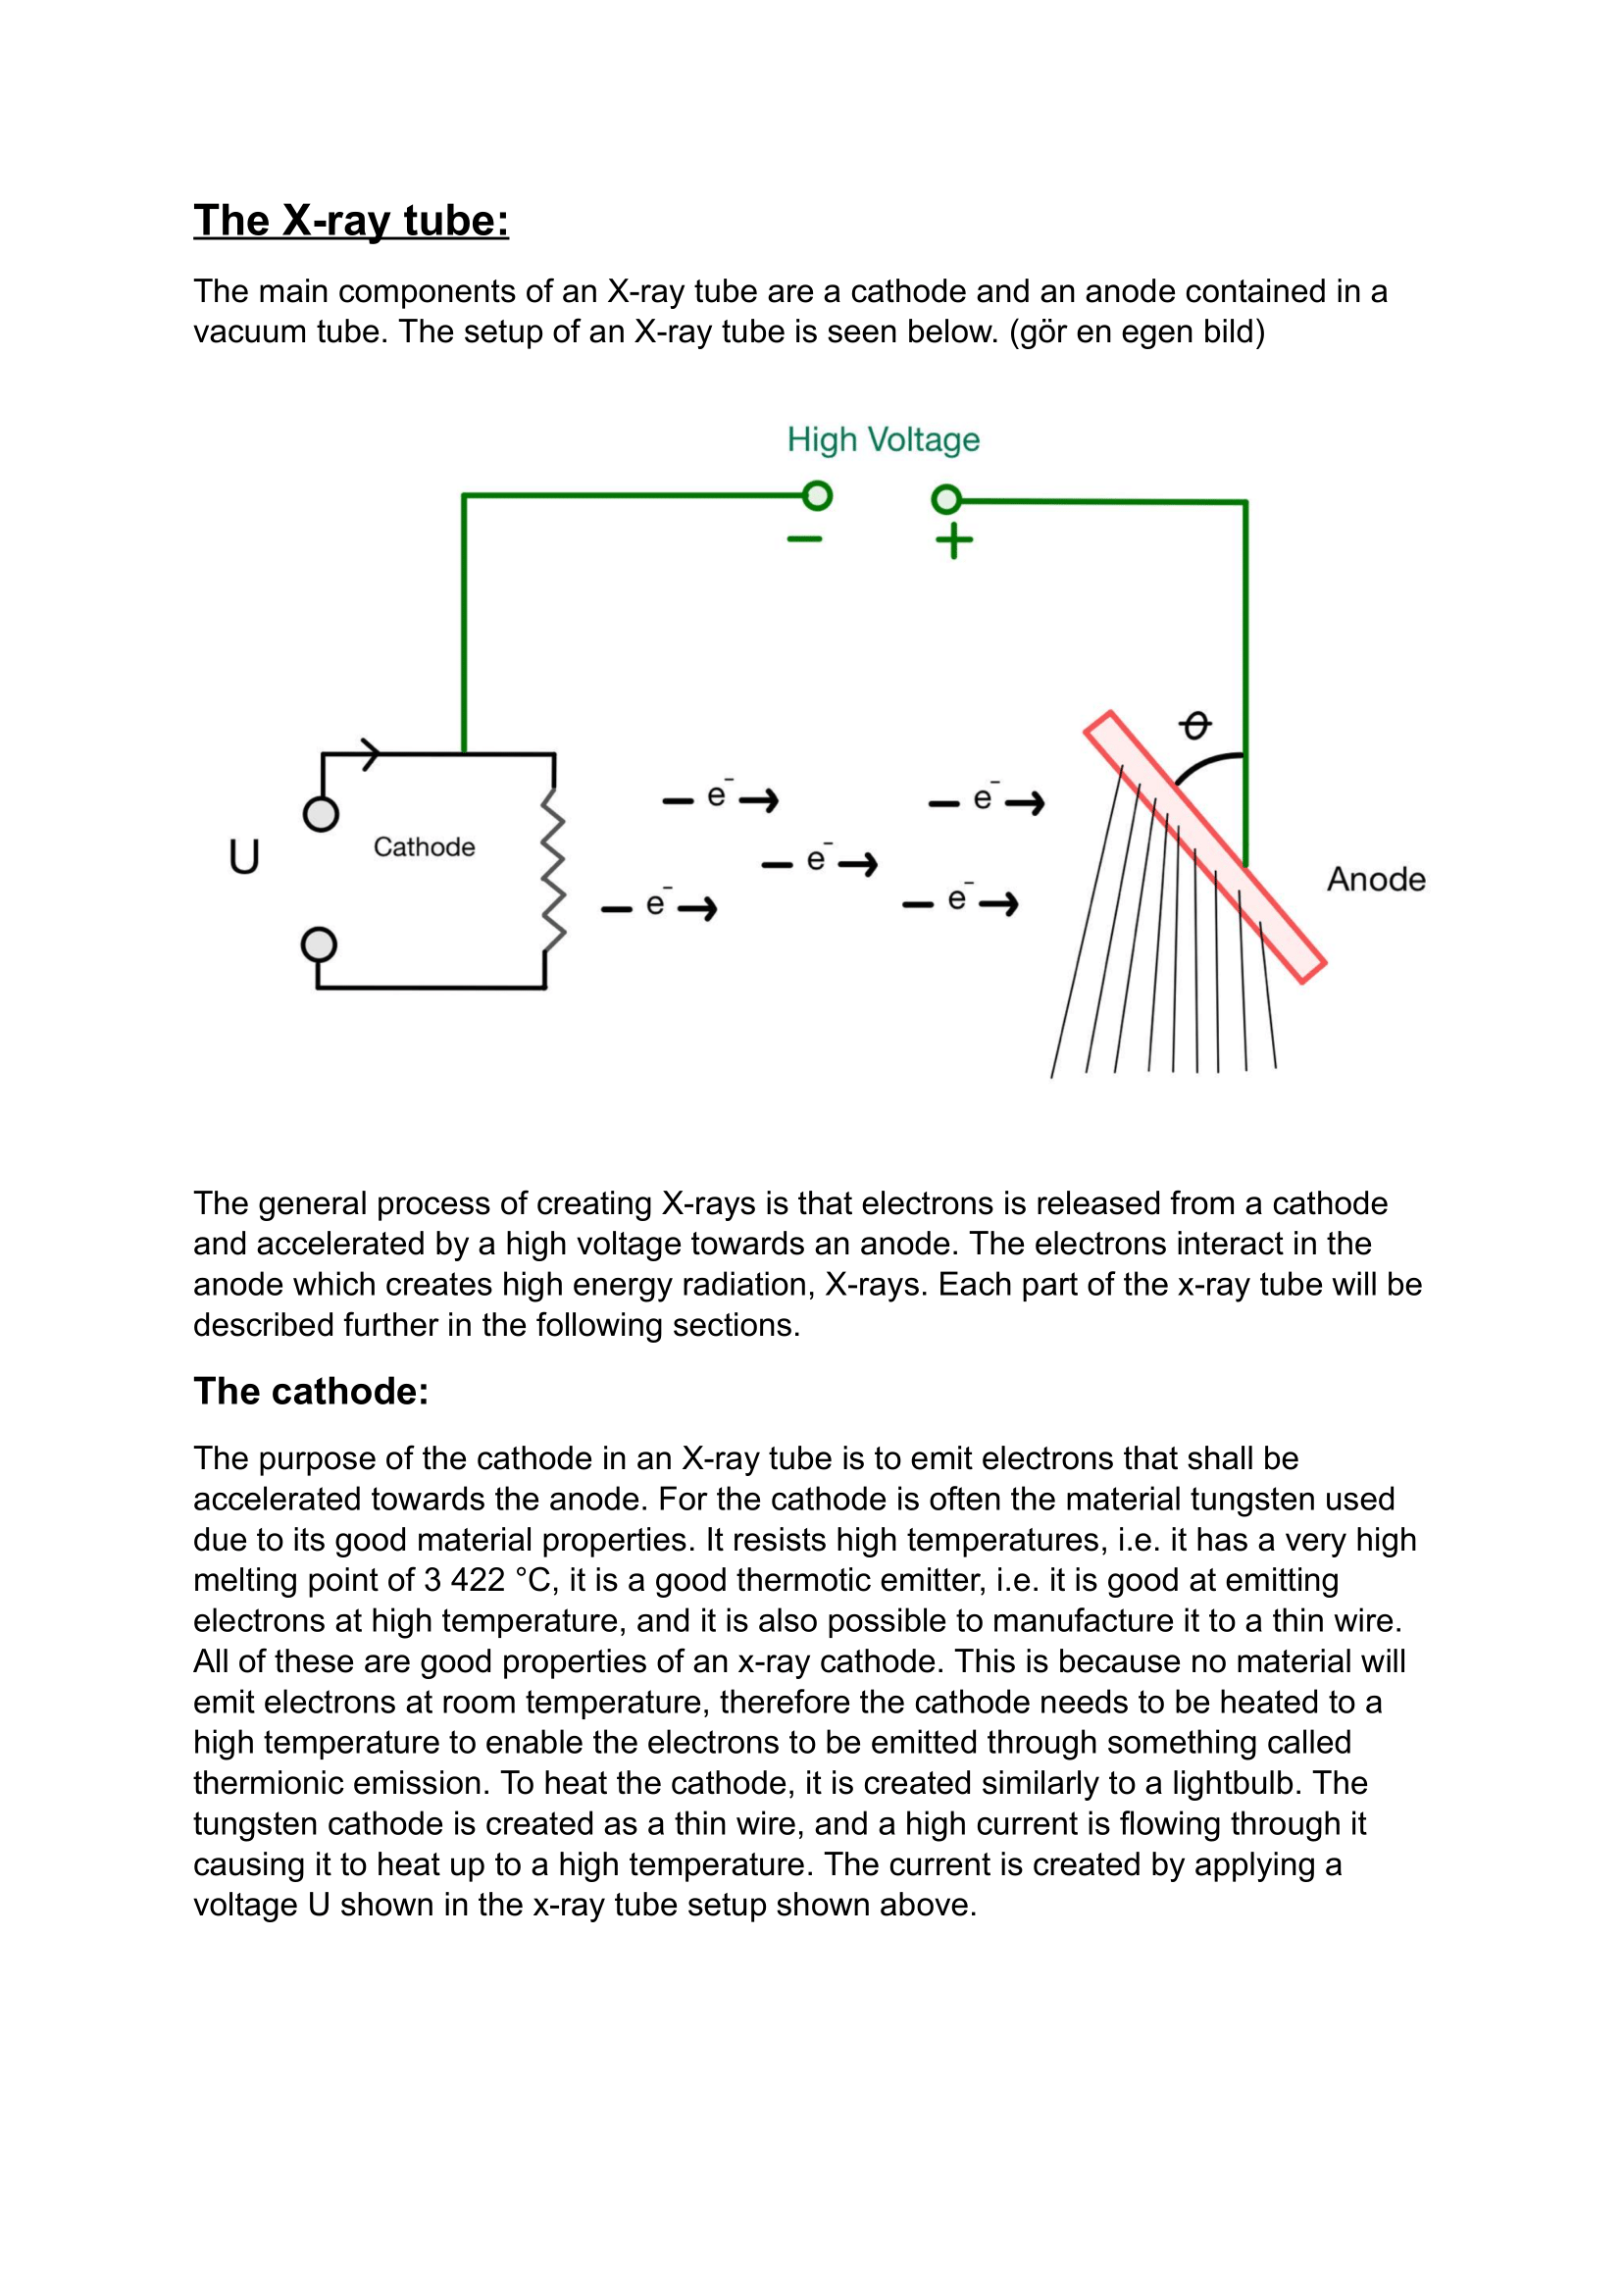 The X-ray tube:
The main components of an X-ray tube are a cathode and an anode contained in a
vacuum tube. The setup of an X-ray tube is seen below. (gör en egen bild)
High Voltage
− +
θ
− e⁻ → − e⁻ →
U Cathode − e⁻ →
Anode
− e⁻ → − e⁻ →
The general process of creating X-rays is that electrons is released from a cathode
and accelerated by a high voltage towards an anode. The electrons interact in the
anode which creates high energy radiation, X-rays. Each part of the x-ray tube will be
described further in the following sections.
The cathode:
The purpose of the cathode in an X-ray tube is to emit electrons that shall be
accelerated towards the anode. For the cathode is often the material tungsten used
due to its good material properties. It resists high temperatures, i.e. it has a very high
melting point of 3 422 °C, it is a good thermotic emitter, i.e. it is good at emitting
electrons at high temperature, and it is also possible to manufacture it to a thin wire.
All of these are good properties of an x-ray cathode. This is because no material will
emit electrons at room temperature, therefore the cathode needs to be heated to a
high temperature to enable the electrons to be emitted through something called
thermionic emission. To heat the cathode, it is created similarly to a lightbulb. The
tungsten cathode is created as a thin wire, and a high current is flowing through it
causing it to heat up to a high temperature. The current is created by applying a
voltage U shown in the x-ray tube setup shown above.